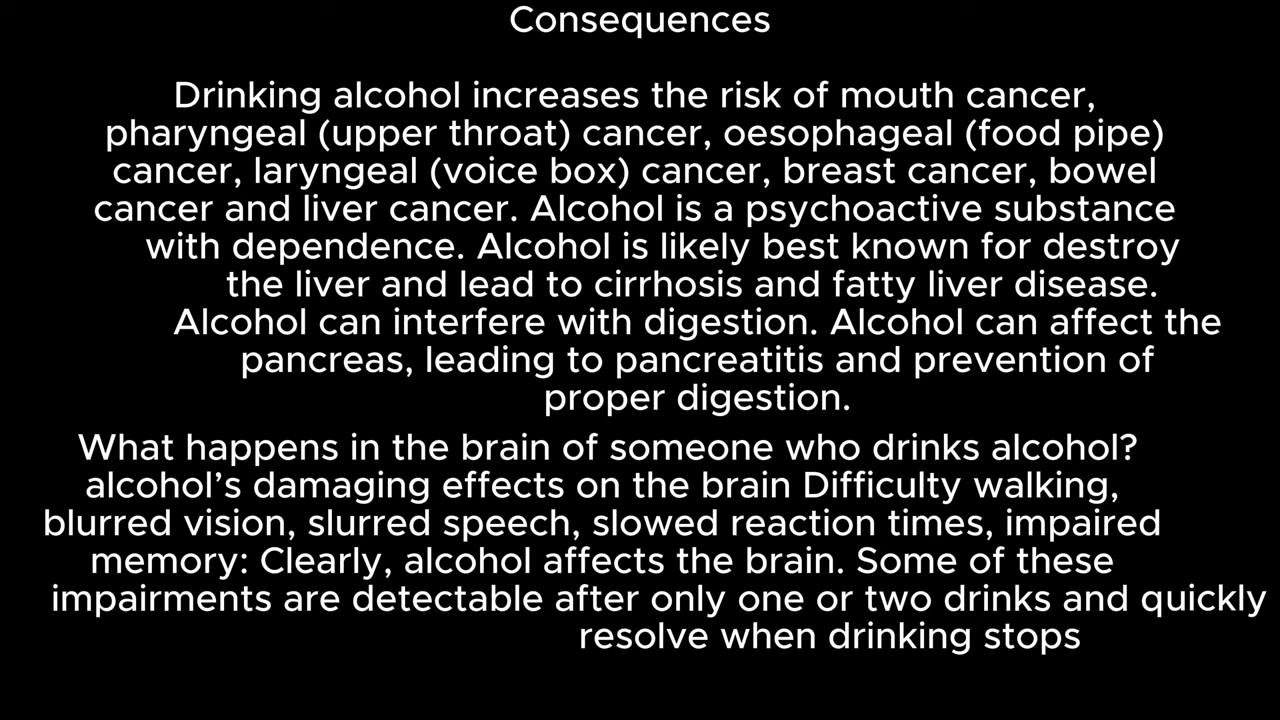 Consequences
Drinking alcohol increases the risk of mouth cancer,
pharyngeal (upper throat) cancer, oesophageal (food pipe)
cancer, laryngeal (voice box) cancer, breast cancer, bowel
cancer and liver cancer. Alcohol is a psychoactive substance
with dependence. Alcohol is likely best known for destroy
the liver and lead to cirrhosis and fatty liver disease.
Alcohol can interfere with digestion. Alcohol can affect the
pancreas, leading to pancreatitis and prevention of
proper digestion.
What happens in the brain of someone who drinks alcohol?
alcohol’s damaging effects on the brain Difficulty walking,
blurred vision, slurred speech, slowed reaction times, impaired
memory: Clearly, alcohol affects the brain. Some of these
impairments are detectable after only one or two drinks and quickly
resolve when drinking stops